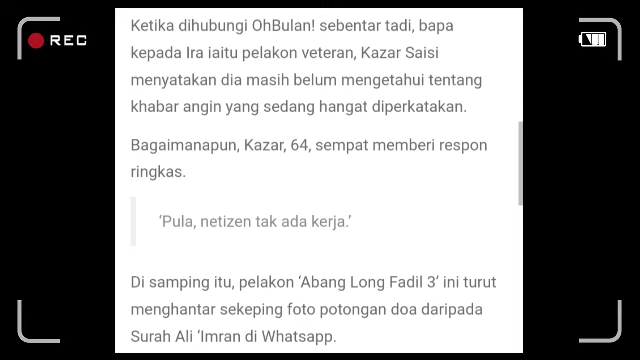 REC
Ketika dihubungi OhBulan! sebentar tadi, bapa
kepada Ira iaitu pelakon veteran, Kazar Saisi
menyatakan dia masih belum mengetahui tentang
khabar angin yang sedang hangat diperkatakan.
Bagaimanapun, Kazar, 64, sempat memberi respon
ringkas.
‘Pula, netizen tak ada kerja.’
Di samping itu, pelakon ‘Abang Long Fadil 3’ ini turut
menghantar sekeping foto potongan doa daripada
Surah Ali ‘Imran di Whatsapp.